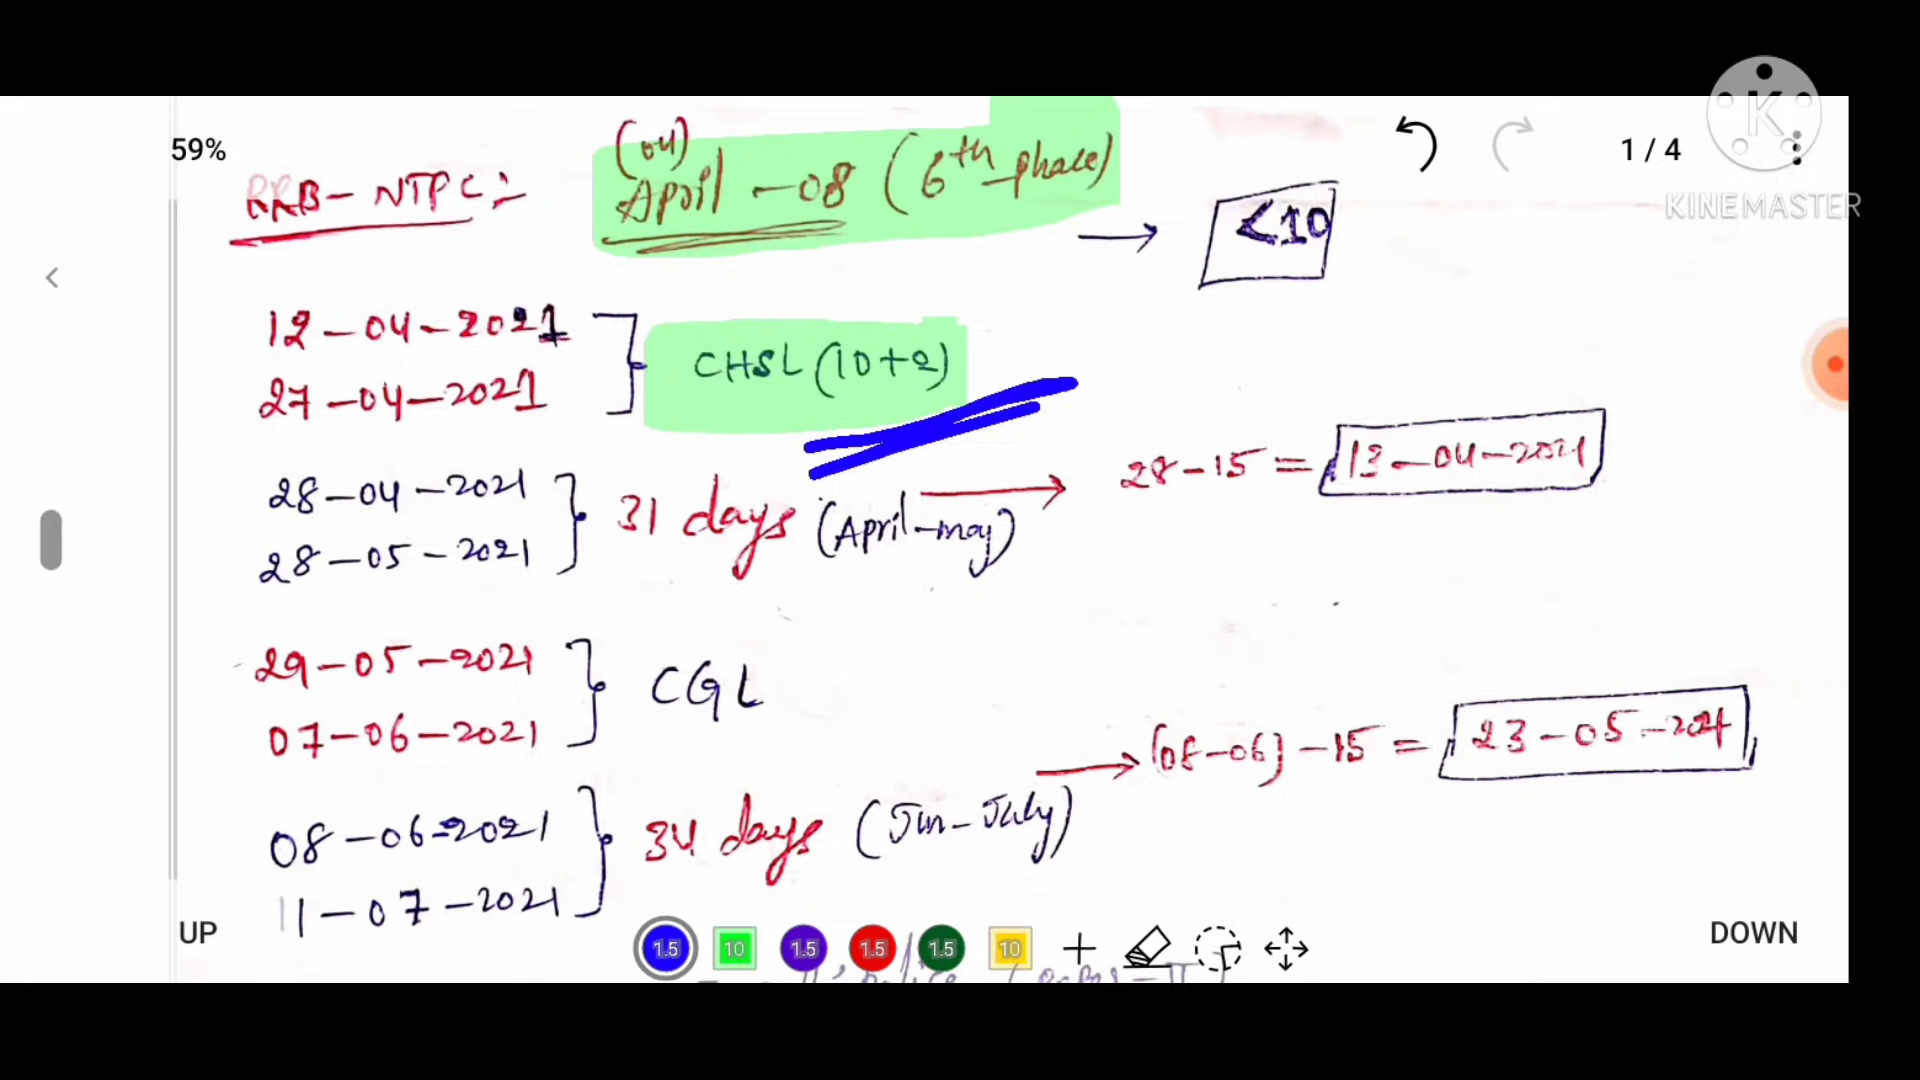 59%
1 / 4
KINEMASTER
RRB - NTPC :-
(04)
April - 08 (6th phase)
<10
12-04-2021
27-04-2021
CHSL (10+2)
28-04-2021
28-05-2021
31 days (April-may)
28-15 = 13-04-2021
29-05-2021
07-06-2021
CGL
08-06-2021
11-07-2021
34 days (Jun-July)
(08-06)-15 = 23-05-2021
UP
DOWN
1.5 10 1.5 1.5 1.5 10